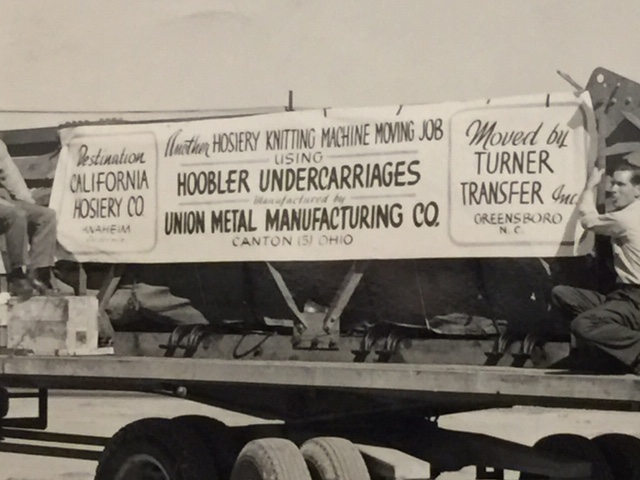 Destination
CALIFORNIA
HOSIERY CO.
ANAHEIM
Another HOSIERY KNITTING MACHINE MOVING JOB
USING
HOOBLER UNDERCARRIAGES
Manufactured by
UNION METAL MANUFACTURING CO.
CANTON (5) OHIO
Moved by
TURNER
TRANSFER Inc.
GREENSBORO
N.C.